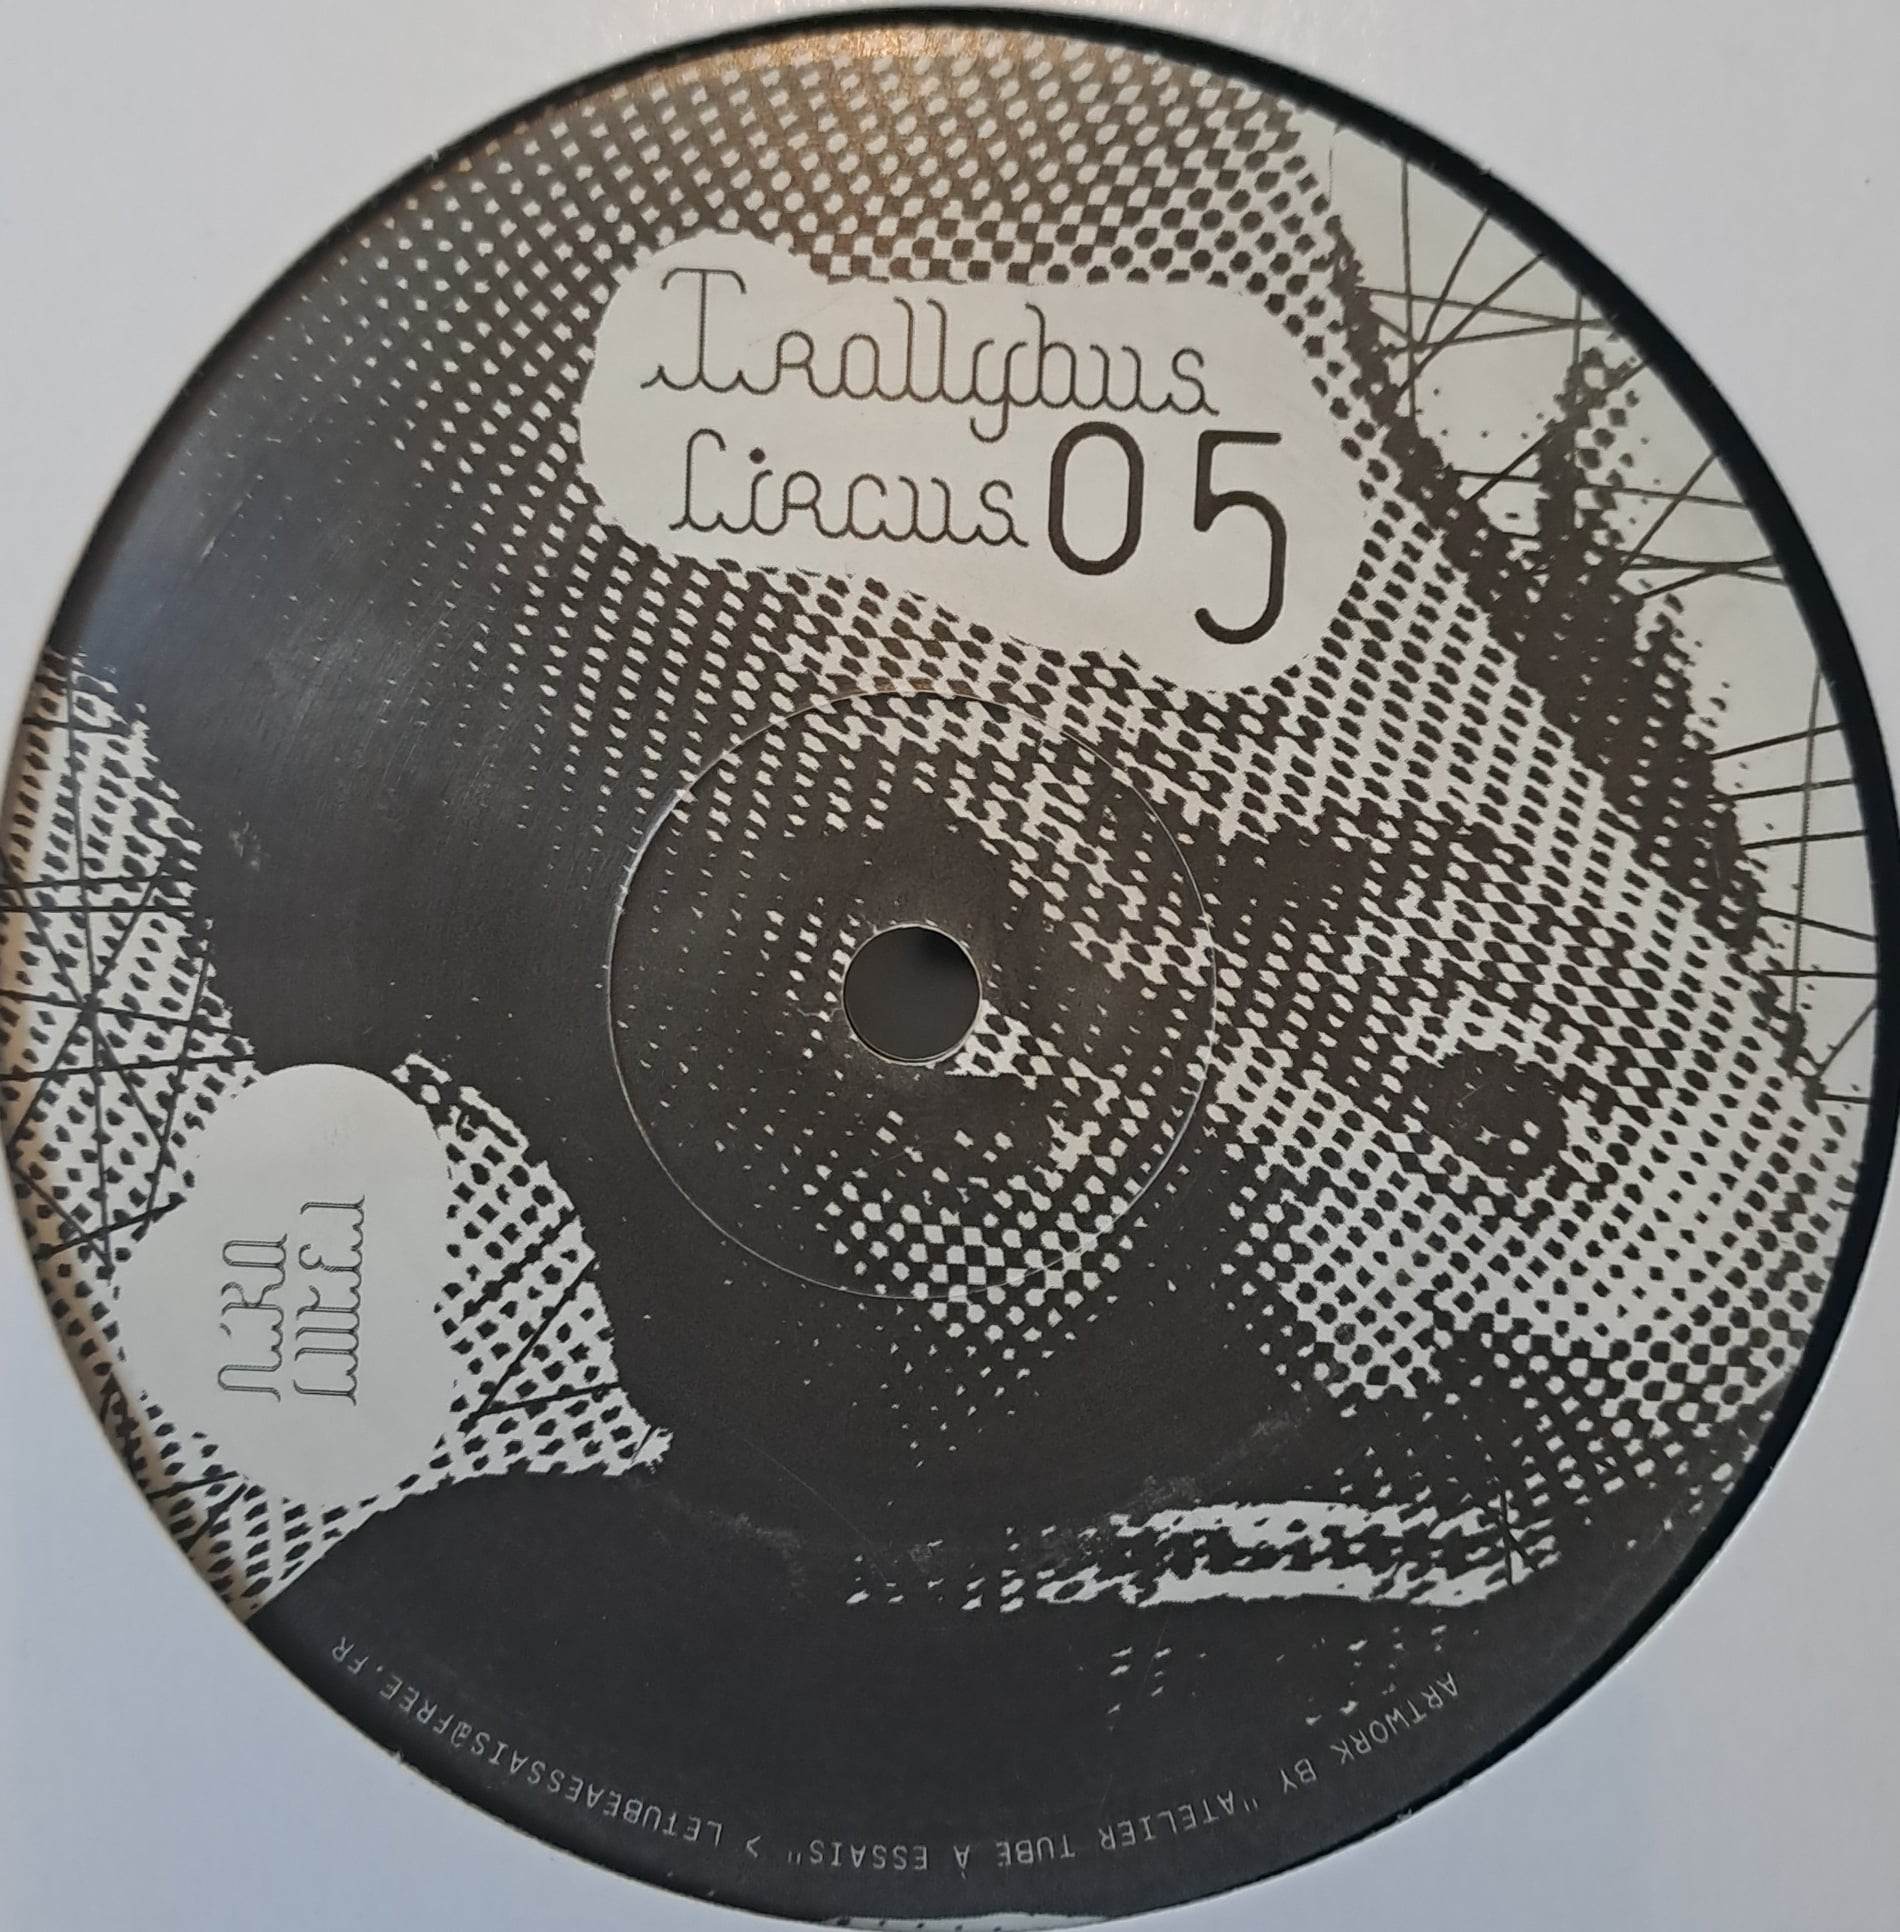 Trollybus
Circus 05
ARTWORK BY "ATELIER TUBE À ESSAIS" > LETUBEAESSAIS@FREE.FR